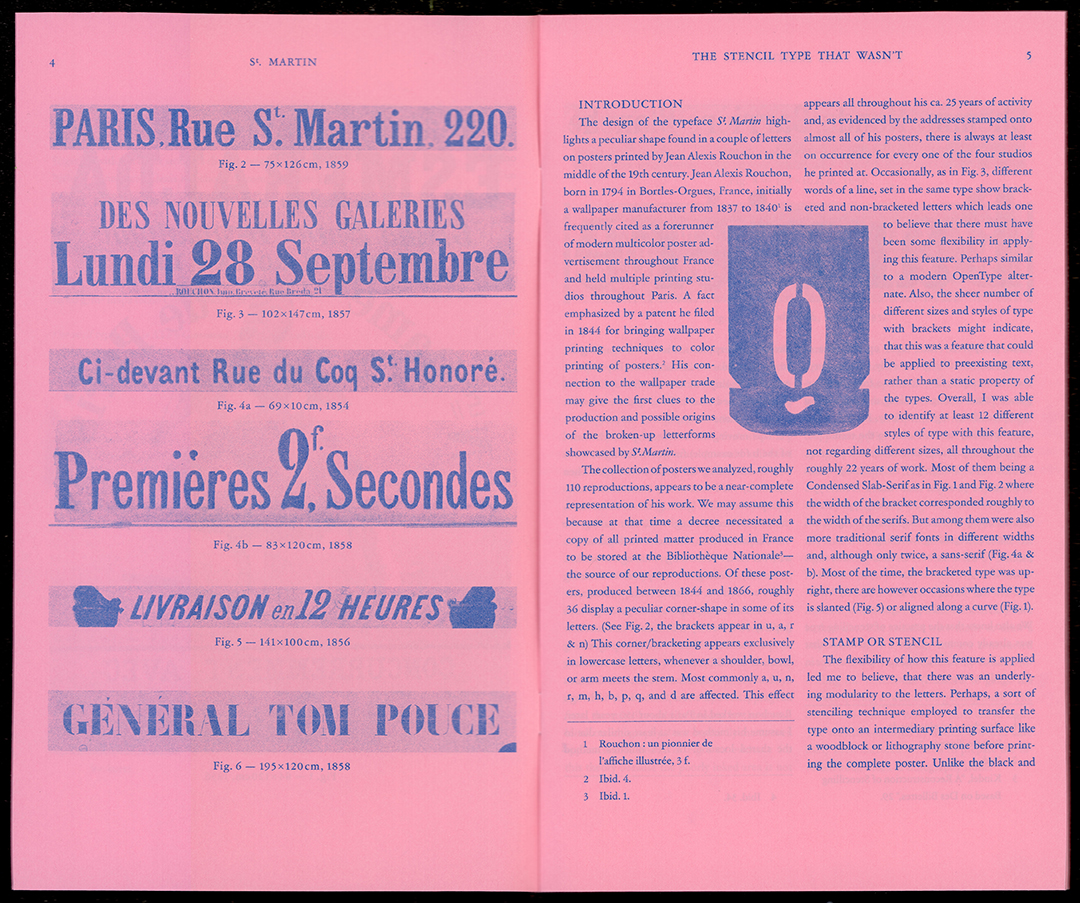 4
St. MARTIN
PARIS, Rue St. Martin. 220.
Fig. 2 — 75×126cm, 1859
DES NOUVELLES GALERIES
Lundi 28 Septembre
ROUCHON Imp. Breveté Rue Breda. 21
Fig. 3 — 102×147cm, 1857
Ci-devant Rue du Coq St. Honoré.
Fig. 4a — 69×10cm, 1854
Premières 2f. Secondes
Fig. 4b — 83×120cm, 1858
LIVRAISON en 12 HEURES
Fig. 5 — 141×100cm, 1856
GÉNÉRAL TOM POUCE
Fig. 6 — 195×120cm, 1858
THE STENCIL TYPE THAT WASN'T
5
INTRODUCTION
The design of the typeface St. Martin high-
lights a peculiar shape found in a couple of letters
on posters printed by Jean Alexis Rouchon in the
middle of the 19th century. Jean Alexis Rouchon,
born in 1794 in Bortles-Orgues, France, initially
a wallpaper manufacturer from 1837 to 1840¹ is
frequently cited as a forerunner
of modern multicolor poster ad-
vertisement throughout France
and held multiple printing stu-
dios throughout Paris. A fact
emphasized by a patent he filed
in 1844 for bringing wallpaper
printing techniques to color
printing of posters.² His con-
nection to the wallpaper trade
may give the first clues to the
production and possible origins
of the broken-up letterforms
showcased by St. Martin.
The collection of posters we analyzed, roughly
110 reproductions, appears to be a near-complete
representation of his work. We may assume this
because at that time a decree necessitated a
copy of all printed matter produced in France
to be stored at the Bibliothèque Nationale³—
the source of our reproductions. Of these post-
ers, produced between 1844 and 1866, roughly
36 display a peculiar corner-shape in some of its
letters. (See Fig. 2, the brackets appear in u, a, r
& n) This corner/bracketing appears exclusively
in lowercase letters, whenever a shoulder, bowl,
or arm meets the stem. Most commonly a, u, n,
r, m, h, b, p, q, and d are affected. This effect
1 Rouchon : un pionnier de
l'affiche illustrée, 3 f.
2 Ibid. 4.
3 Ibid. 1.
appears all throughout his ca. 25 years of activity
and, as evidenced by the addresses stamped onto
almost all of his posters, there is always at least
on occurrence for every one of the four studios
he printed at. Occasionally, as in Fig. 3, different
words of a line, set in the same type show brack-
eted and non-bracketed letters which leads one
to believe that there must have
been some flexibility in apply-
ing this feature. Perhaps similar
to a modern OpenType alter-
nate. Also, the sheer number of
different sizes and styles of type
with brackets might indicate,
that this was a feature that could
be applied to preexisting text,
rather than a static property of
the types. Overall, I was able
to identify at least 12 different
styles of type with this feature,
not regarding different sizes, all throughout the
roughly 22 years of work. Most of them being a
Condensed Slab-Serif as in Fig. 1 and Fig. 2 where
the width of the bracket corresponded roughly to
the width of the serifs. But among them were also
more traditional serif fonts in different widths
and, although only twice, a sans-serif (Fig. 4a &
b). Most of the time, the bracketed type was up-
right, there are however occasions where the type
is slanted (Fig. 5) or aligned along a curve (Fig. 1).
STAMP OR STENCIL
The flexibility of how this feature is applied
led me to believe, that there was an underly-
ing modularity to the letters. Perhaps, a sort of
stenciling technique employed to transfer the
type onto an intermediary printing surface like
a woodblock or lithography stone before print-
ing the complete poster. Unlike the black and
0